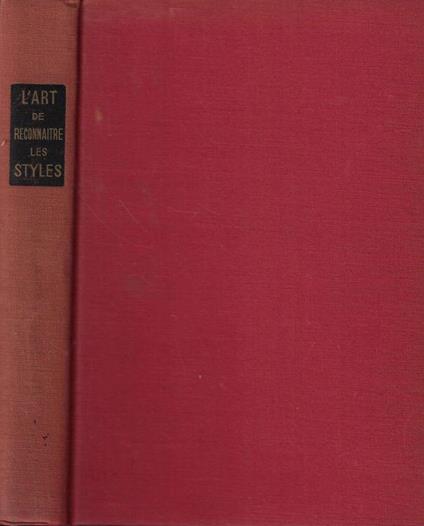 L'ART
DE
RECONNAITRE
LES
STYLES